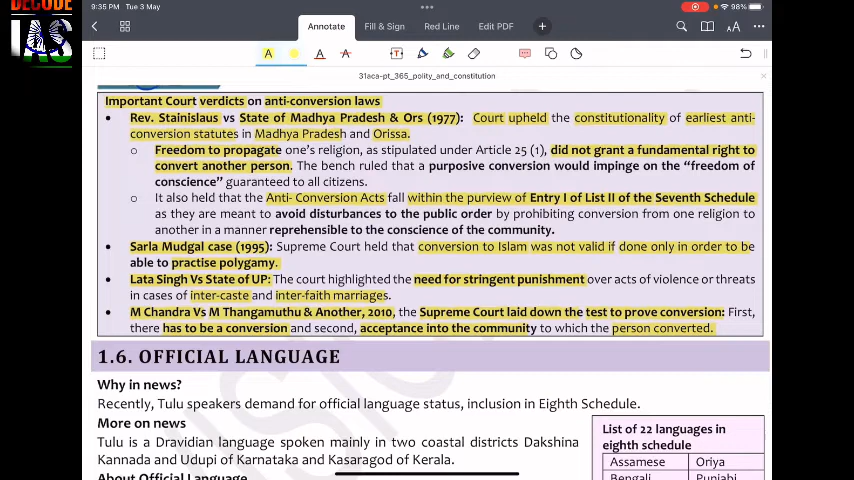 DECODE
IAS
9:35 PM Tue 3 May
98%
Annotate Fill & Sign Red Line Edit PDF
AA
A A A T
31aca-pt_365_polity_and_constitution
Important Court verdicts on anti-conversion laws
• Rev. Stainislaus vs State of Madhya Pradesh & Ors (1977): Court upheld the constitutionality of earliest anti-
conversion statutes in Madhya Pradesh and Orissa.
o Freedom to propagate one's religion, as stipulated under Article 25 (1), did not grant a fundamental right to
convert another person. The bench ruled that a purposive conversion would impinge on the “freedom of
conscience” guaranteed to all citizens.
o It also held that the Anti- Conversion Acts fall within the purview of Entry I of List II of the Seventh Schedule
as they are meant to avoid disturbances to the public order by prohibiting conversion from one religion to
another in a manner reprehensible to the conscience of the community.
• Sarla Mudgal case (1995): Supreme Court held that conversion to Islam was not valid if done only in order to be
able to practise polygamy.
• Lata Singh Vs State of UP: The court highlighted the need for stringent punishment over acts of violence or threats
in cases of inter-caste and inter-faith marriages.
• M Chandra Vs M Thangamuthu & Another, 2010, the Supreme Court laid down the test to prove conversion: First,
there has to be a conversion and second, acceptance into the community to which the person converted.
1.6. OFFICIAL LANGUAGE
Why in news?
Recently, Tulu speakers demand for official language status, inclusion in Eighth Schedule.
More on news
Tulu is a Dravidian language spoken mainly in two coastal districts Dakshina
Kannada and Udupi of Karnataka and Kasaragod of Kerala.
About Official Language
List of 22 languages in
eighth schedule
Assamese Oriya
Bengali Punjabi